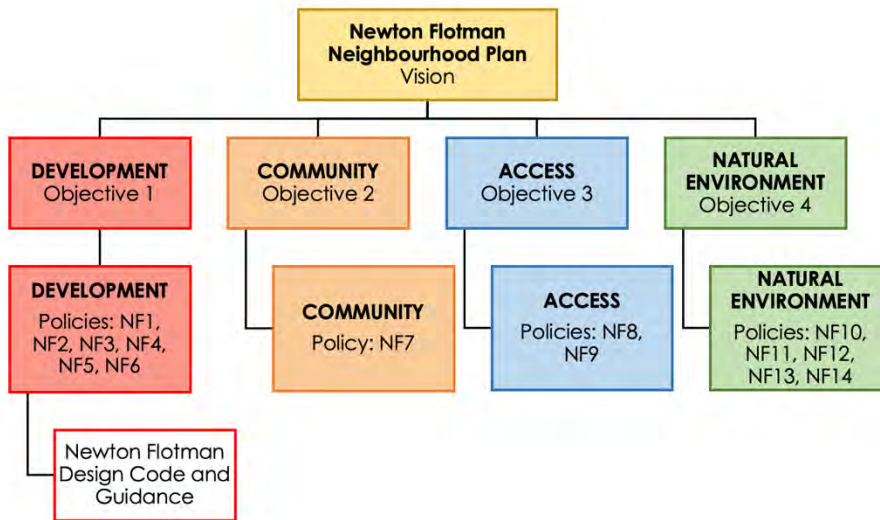 Newton Flotman
Neighbourhood Plan
Vision
DEVELOPMENT
Objective 1
COMMUNITY
Objective 2
ACCESS
Objective 3
NATURAL
ENVIRONMENT
Objective 4
DEVELOPMENT
Policies: NF1,
NF2, NF3, NF4,
NF5, NF6
COMMUNITY
Policy: NF7
ACCESS
Policies: NF8,
NF9
NATURAL
ENVIRONMENT
Policies: NF10,
NF11, NF12,
NF13, NF14
Newton Flotman
Design Code and
Guidance